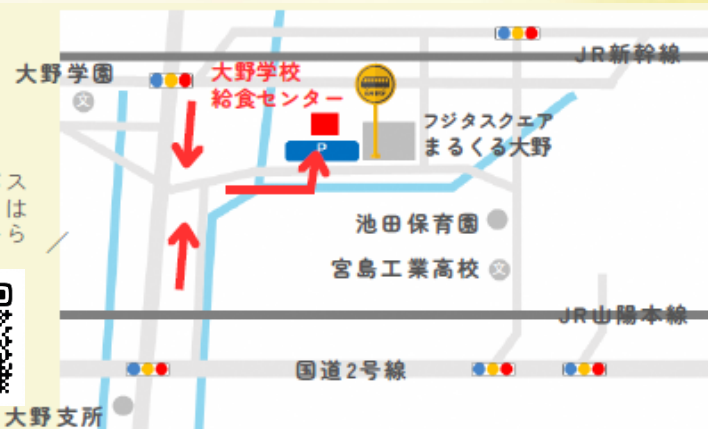 JR新幹線
大野学園
文
大野学校
給食センター
P
フジタスクエア
まるくる大野
ス
は
ら
池田保育園
宮島工業高校
文
JR山陽本線
国道2号線
大野支所